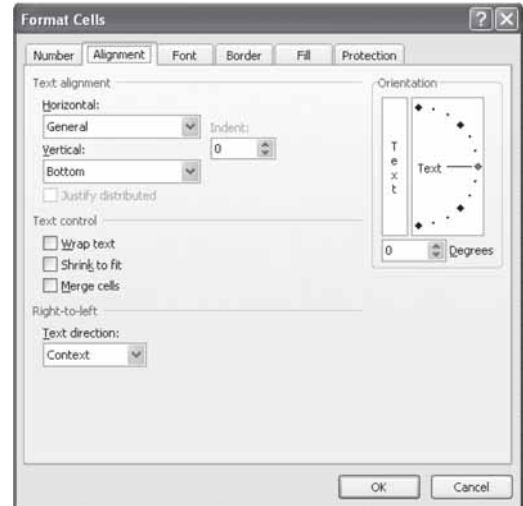 Format Cells
Number Alignment Font Border Fill Protection
Text alignment
Horizontal:
General
Indent:
0
Vertical:
Bottom
Justify distributed
Text control
Wrap text
Shrink to fit
Merge cells
Right-to-left
Text direction:
Context
Orientation
Text
Text
0 Degrees
OK Cancel